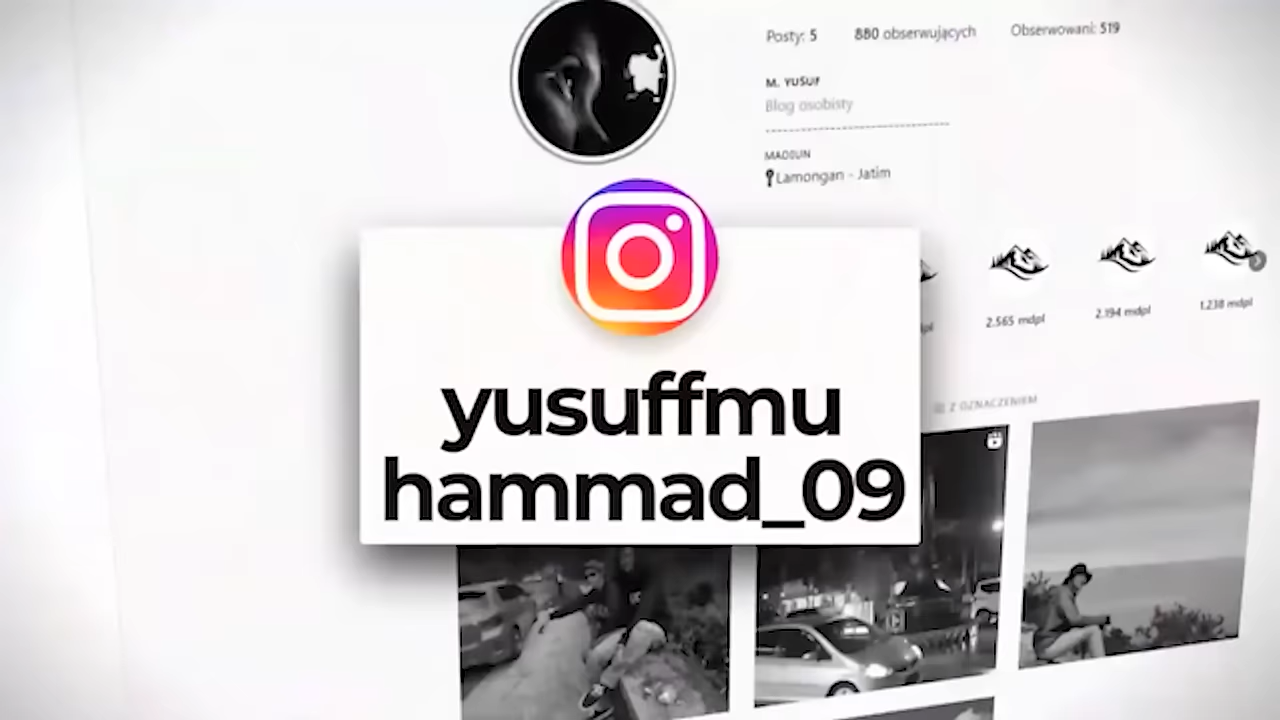 Posty: 5 880 obserwujących Obserwowani: 519
M. YUSUF
Blog osobisty
MADIUN
Lamongan - Jatim
2.565 mdpl 2.194 mdpl 1.238 mdpl
Z OZNACZENIEM
yusuffmu
hammad_09